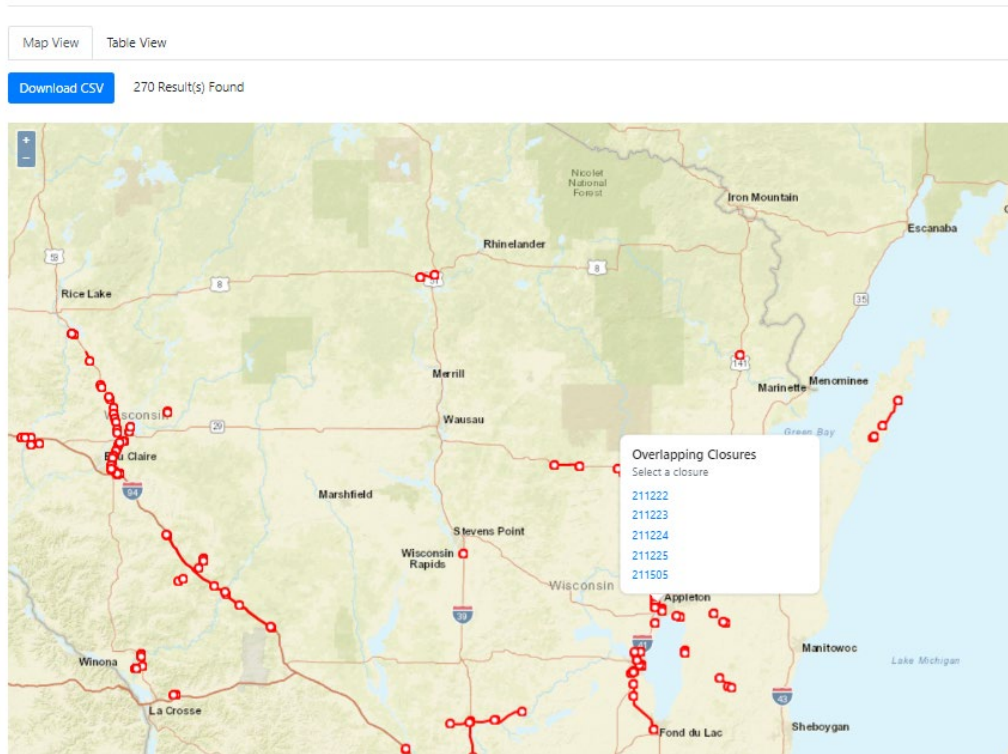 Map View Table View
Download CSV 270 Result(s) Found
+
−
Nicolet
National
Forest
Iron Mountain
Escanaba
Rhinelander
53
8
8
51
35
Rice Lake
141
Merrill
Marinette Menominee
Wisconsin
Wausau
29
Green Bay
Eau Claire
94
Marshfield
Overlapping Closures
Select a closure
211222
211223
211224
211225
211505
Stevens Point
Wisconsin
Rapids
Wisconsin
Appleton
39
41
Manitowoc
Winona
Lake Michigan
La Crosse
43
Fond du Lac
Sheboygan